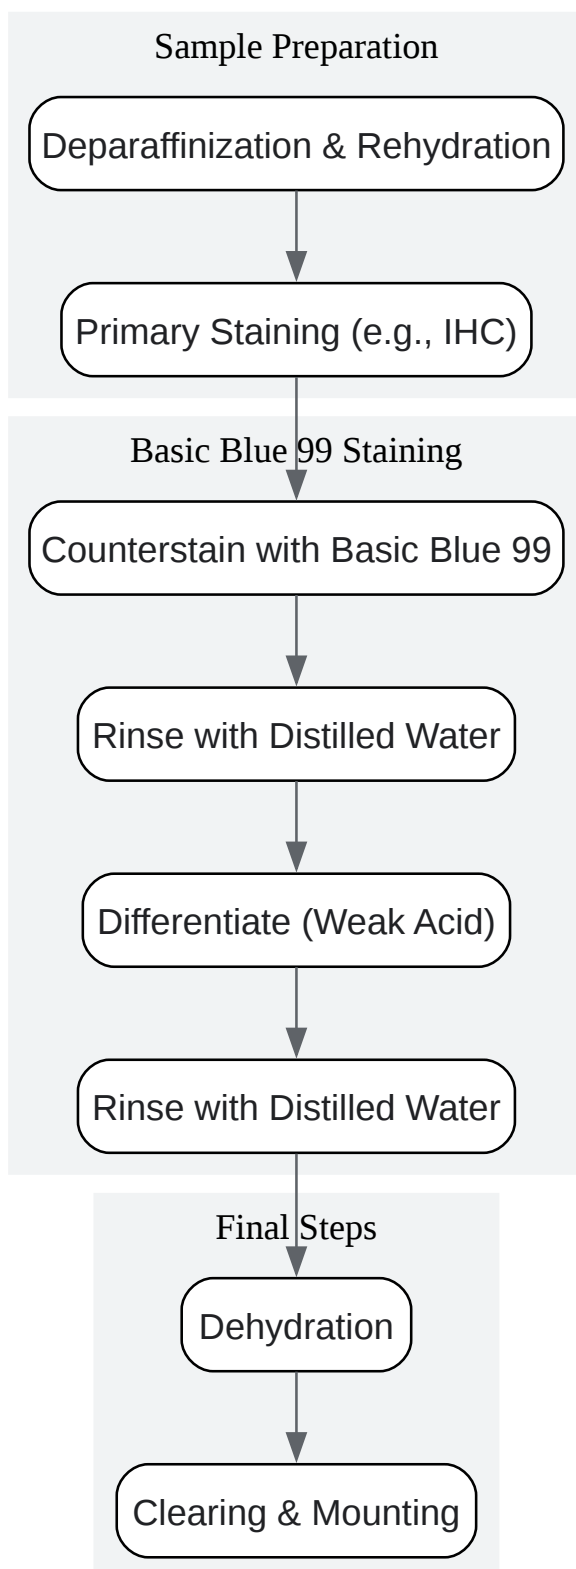 Sample Preparation
Deparaffinization & Rehydration
Primary Staining (e.g., IHC)
Basic Blue 99 Staining
Counterstain with Basic Blue 99
Rinse with Distilled Water
Differentiate (Weak Acid)
Rinse with Distilled Water
Final Steps
Dehydration
Clearing & Mounting